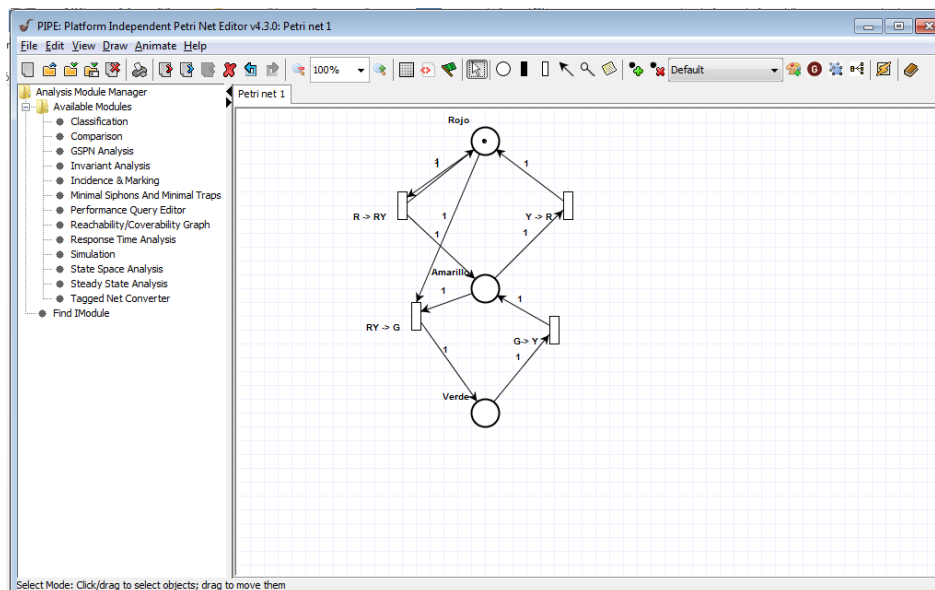 PIPE: Platform Independent Petri Net Editor v4.3.0: Petri net 1
File Edit View Draw Animate Help
100%
Default
Analysis Module Manager
Available Modules
Classification
Comparison
GSPN Analysis
Invariant Analysis
Incidence & Marking
Minimal Siphons And Minimal Traps
Performance Query Editor
Reachability/Coverability Graph
Response Time Analysis
Simulation
State Space Analysis
Steady State Analysis
Tagged Net Converter
Find IModule
Petri net 1
Rojo
1
1
R -> RY
1
Y -> R
1
1
Amarillo
1
1
RY -> G
G-> Y
1
1
Verde
Select Mode: Click/drag to select objects; drag to move them